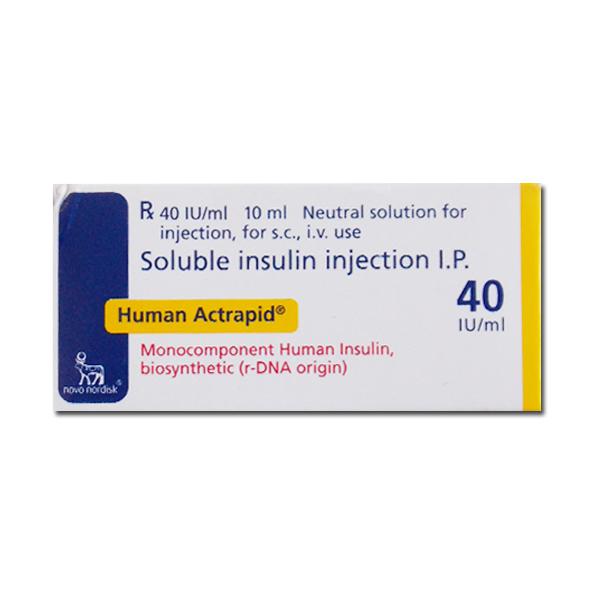 ℞ 40 IU/ml 10 ml Neutral solution for
injection, for s.c., i.v. use
Soluble insulin injection I.P.
40
IU/ml
Human Actrapid®
Monocomponent Human Insulin,
biosynthetic (r-DNA origin)
novo nordisk®